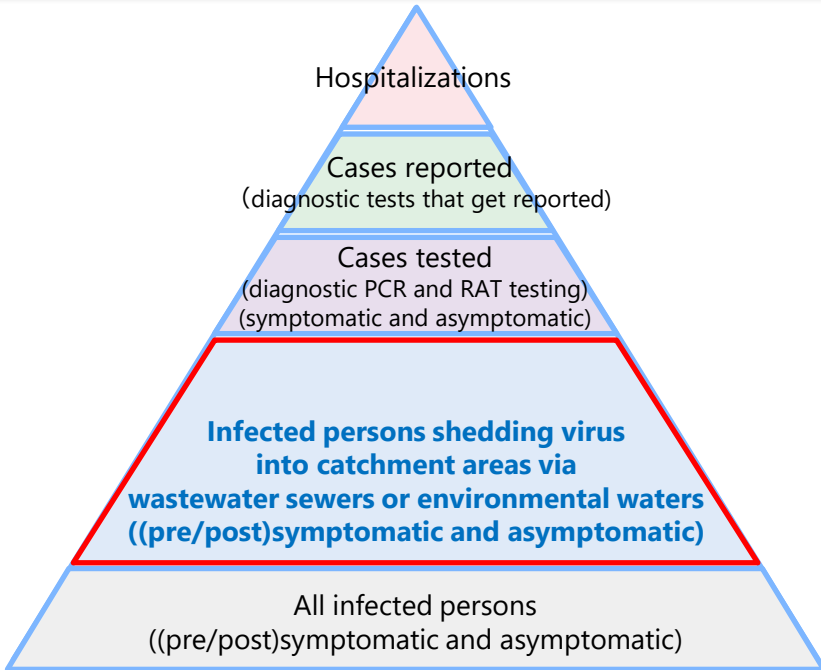 Hospitalizations
Cases reported
（diagnostic tests that get reported)
Cases tested
(diagnostic PCR and RAT testing)
(symptomatic and asymptomatic)
Infected persons shedding virus
into catchment areas via
wastewater sewers or environmental waters
((pre/post)symptomatic and asymptomatic)
All infected persons
((pre/post)symptomatic and asymptomatic)